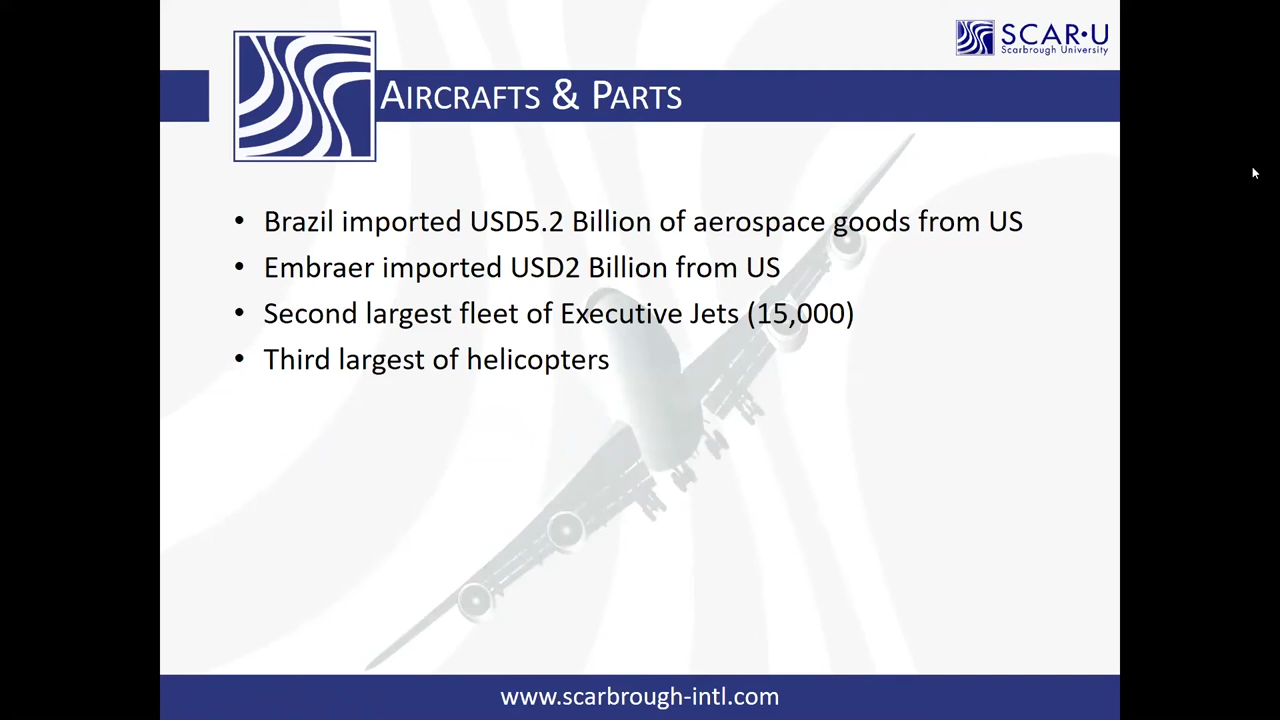 SCAR•U
Scarbrough University
AIRCRAFTS & PARTS
• Brazil imported USD5.2 Billion of aerospace goods from US
• Embraer imported USD2 Billion from US
• Second largest fleet of Executive Jets (15,000)
• Third largest of helicopters
www.scarbrough-intl.com